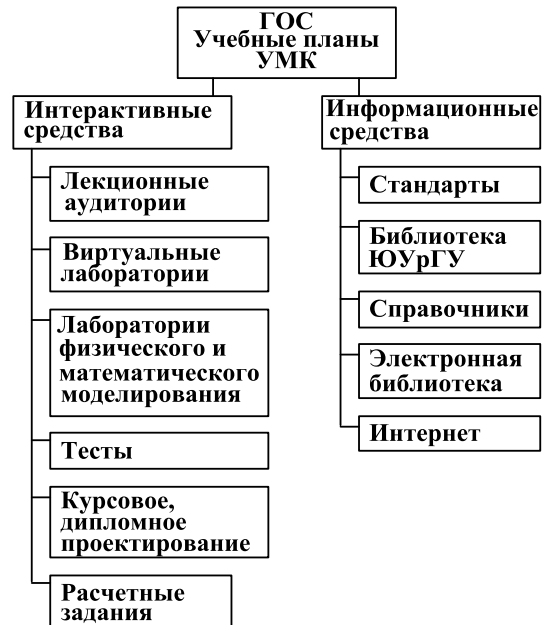 ГОС
Учебные планы
УМК
Интерактивные
средства
Лекционные
аудитории
Виртуальные
лаборатории
Лаборатории
физического и
математического
моделирования
Тесты
Курсовое,
дипломное
проектирование
Расчетные
задания
Информационные
средства
Стандарты
Библиотека
ЮУрГУ
Справочники
Электронная
библиотека
Интернет